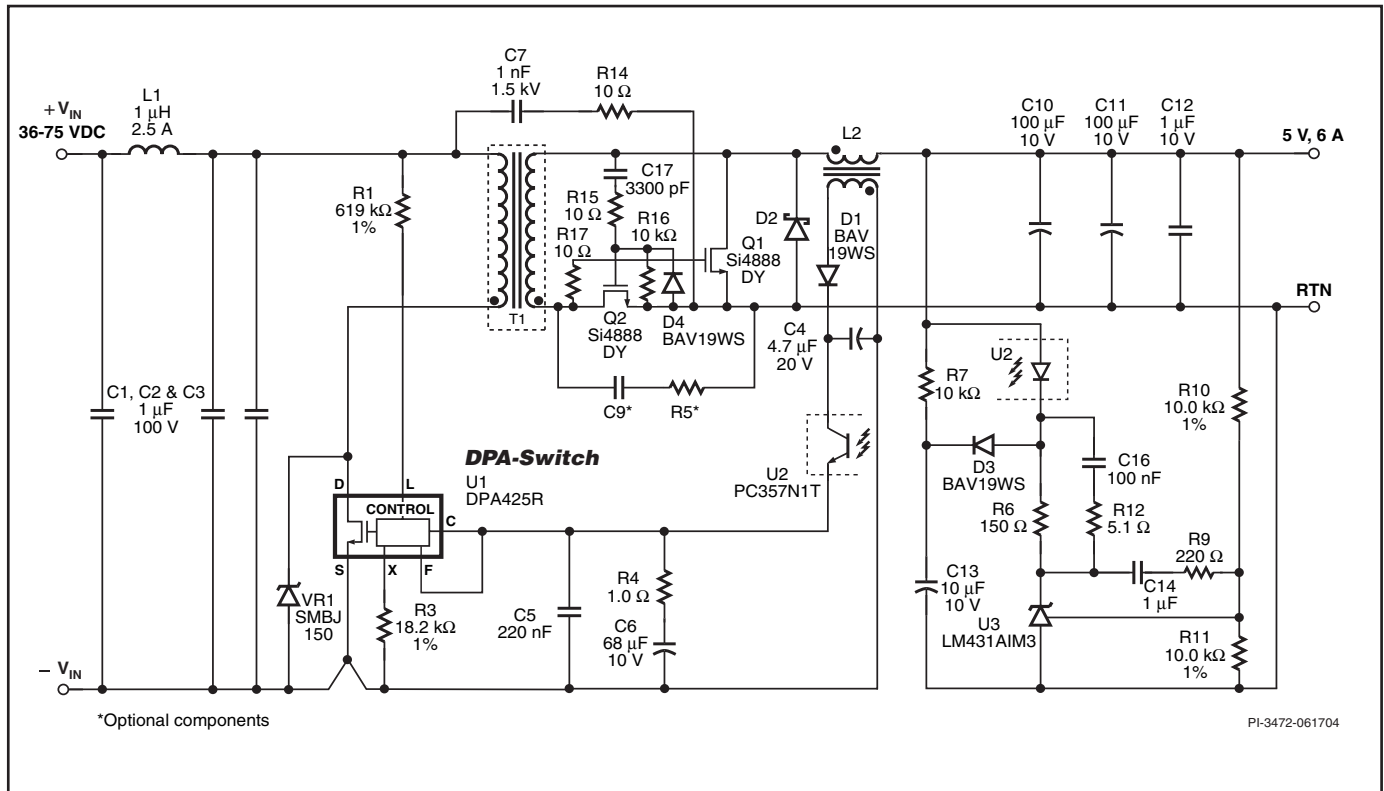 C7
1 nF
1.5 kV
R14
10 Ω
+ VIN
36-75 VDC
L1
1 µH
2.5 A
C10
100 µF
10 V
C11
100 µF
10 V
C12
1 µF
10 V
L2
5 V, 6 A
R1
619 kΩ
1%
C17
3300 pF
R15
10 Ω
R16
10 kΩ
R17
10 Ω
Q1
Si4888
DY
D2
D1
BAV
19WS
RTN
T1
Q2
Si4888
DY
D4
BAV19WS
C4
4.7 µF
20 V
U2
R7
10 kΩ
R10
10.0 kΩ
1%
C1, C2 & C3
1 µF
100 V
C9*
R5*
DPA-Switch
U1
DPA425R
D
L
CONTROL
C
S
X
F
U2
PC357N1T
D3
BAV19WS
C16
100 nF
R6
150 Ω
R12
5.1 Ω
R9
220 Ω
C14
1 µF
VR1
SMBJ
150
R3
18.2 kΩ
1%
C5
220 nF
R4
1.0 Ω
C6
68 µF
10 V
C13
10 µF
10 V
U3
LM431AIM3
R11
10.0 kΩ
1%
− VIN
*Optional components
PI-3472-061704